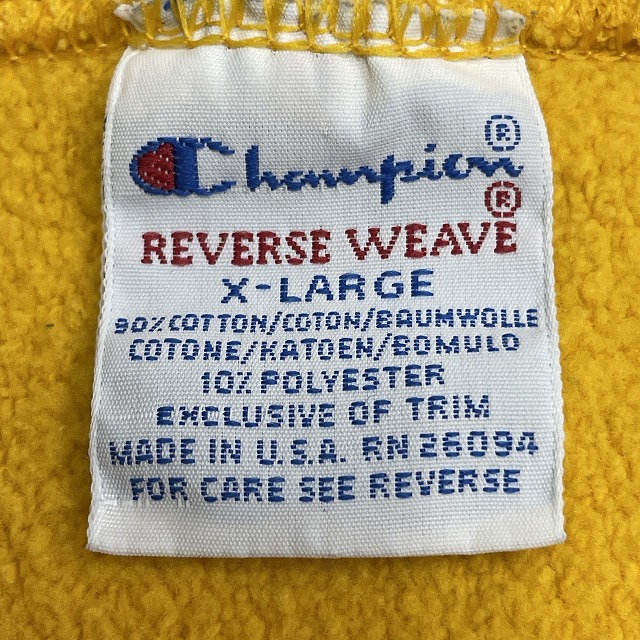 Champion®
REVERSE WEAVE®
X-LARGE
90% COTTON/COTON/BAUMWOLLE
COTONE/KATOEN/BOMULD
10% POLYESTER
EXCLUSIVE OF TRIM
MADE IN U.S.A. RN 26094
FOR CARE SEE REVERSE